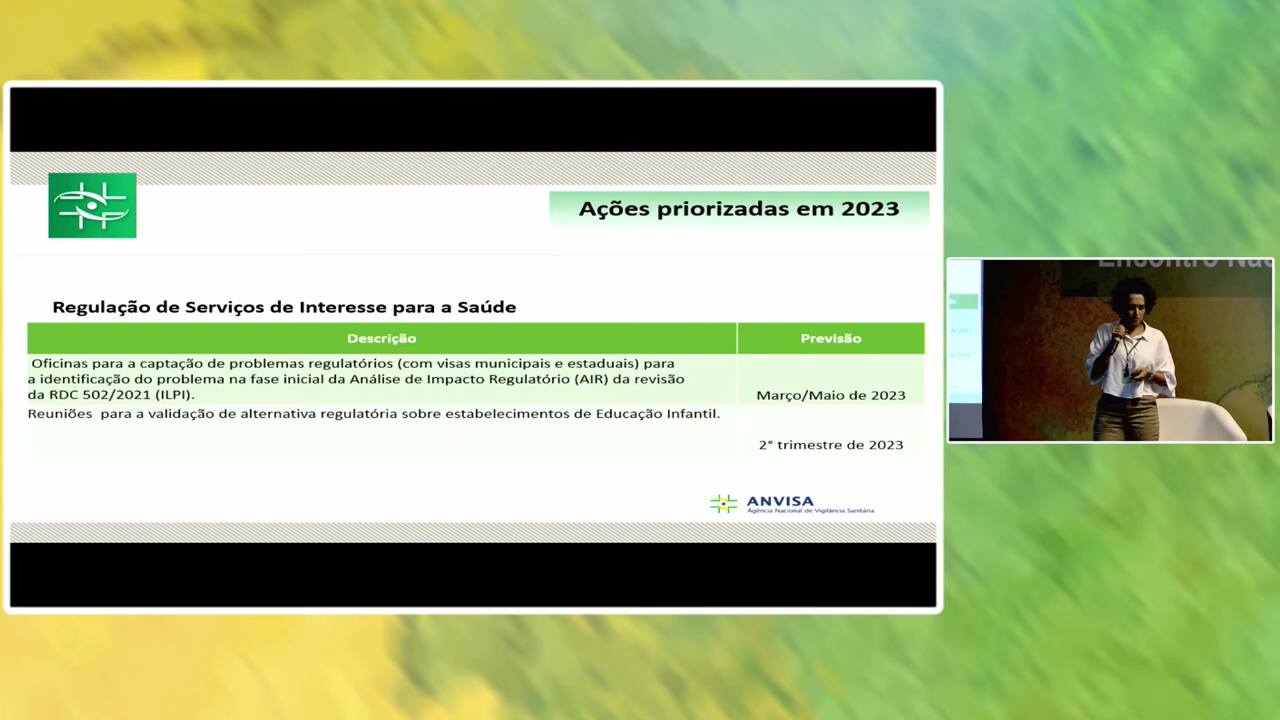 Ações priorizadas em 2023
Regulação de Serviços de Interesse para a Saúde
Descrição
Previsão
Oficinas para a captação de problemas regulatórios (com visas municipais e estaduais) para
a identificação do problema na fase inicial da Análise de Impacto Regulatório (AIR) da revisão
da RDC 502/2021 (ILPI).
Março/Maio de 2023
Reuniões para a validação de alternativa regulatória sobre estabelecimentos de Educação Infantil.
2° trimestre de 2023
ANVISA
Agência Nacional de Vigilância Sanitária
Encontro Nac